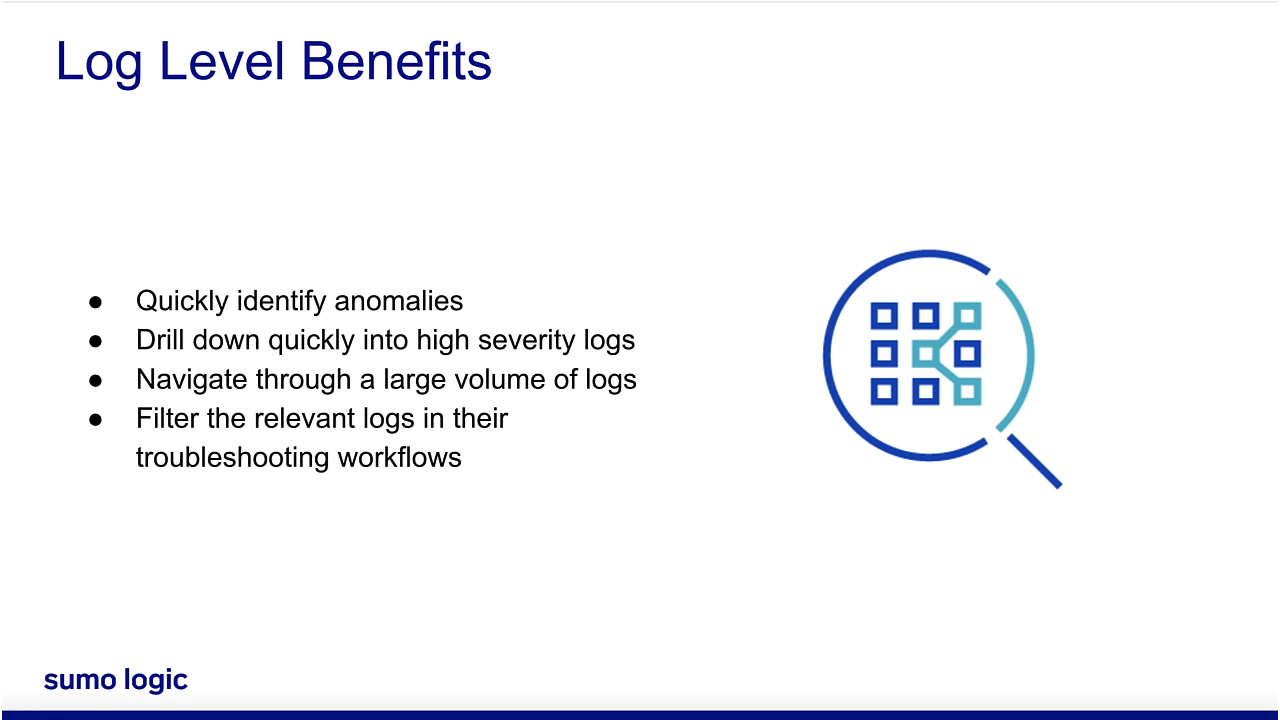 Log Level Benefits
● Quickly identify anomalies
● Drill down quickly into high severity logs
● Navigate through a large volume of logs
● Filter the relevant logs in their
troubleshooting workflows
sumo logic